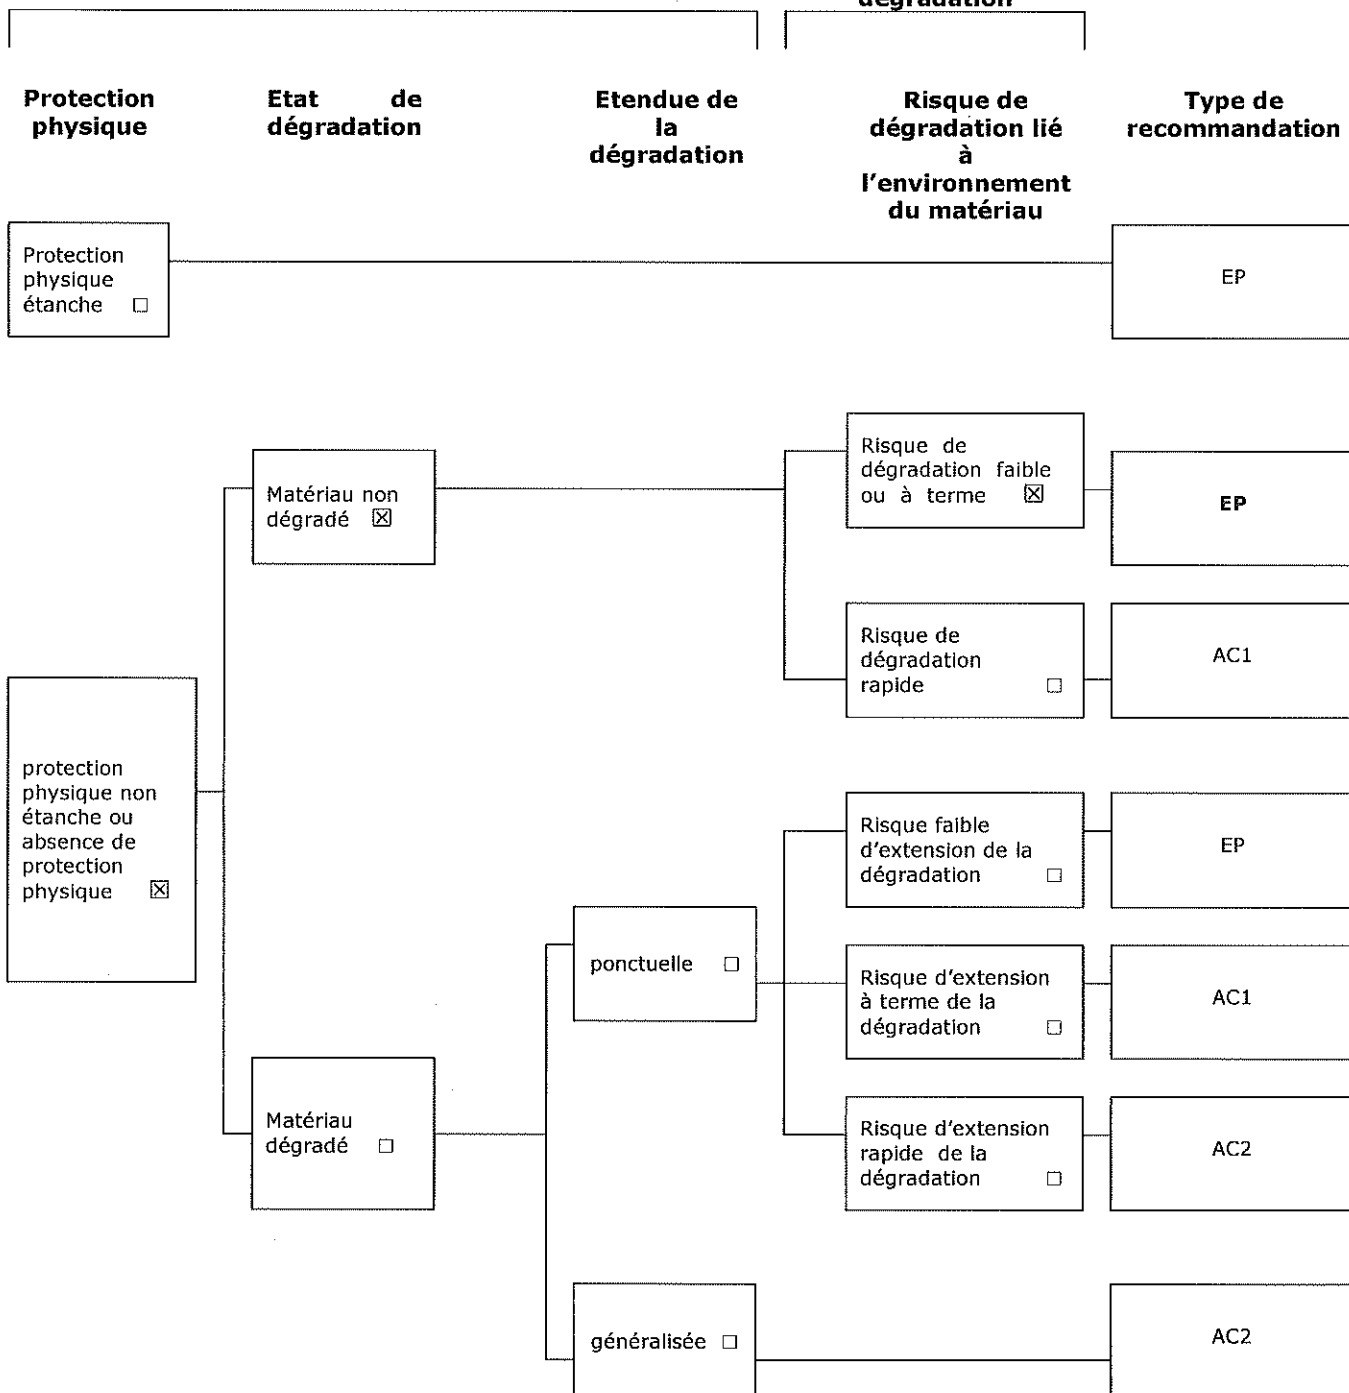 dégradation
Protection
physique
Etat de
dégradation
Etendue de
la
dégradation
Risque de
dégradation lié
à
l'environnement
du matériau
Type de
recommandation
Protection
physique
étanche ☐
EP
Matériau non
dégradé ☒
Risque de
dégradation faible
ou à terme ☒
EP
Risque de
dégradation
rapide ☐
AC1
protection
physique non
étanche ou
absence de
protection
physique ☒
Risque faible
d'extension de la
dégradation ☐
EP
ponctuelle ☐
Risque d'extension
à terme de la
dégradation ☐
AC1
Matériau
dégradé ☐
Risque d'extension
rapide de la
dégradation ☐
AC2
généralisée ☐
AC2